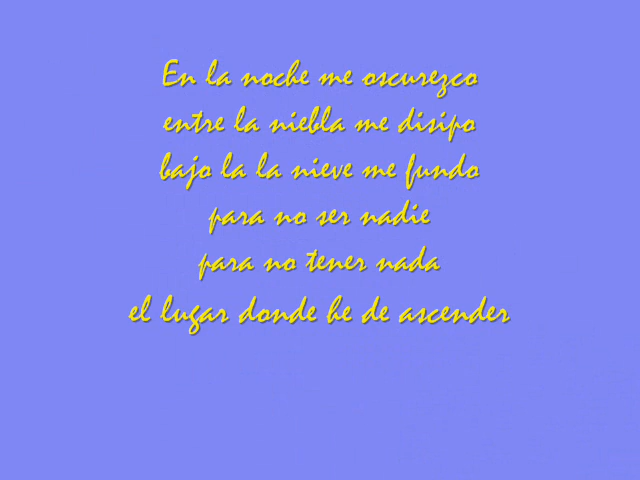 En la noche me oscurezco
entre la niebla me disipo
bajo la la nieve me fundo
para no ser nadie
para no tener nada
el lugar donde he de ascender